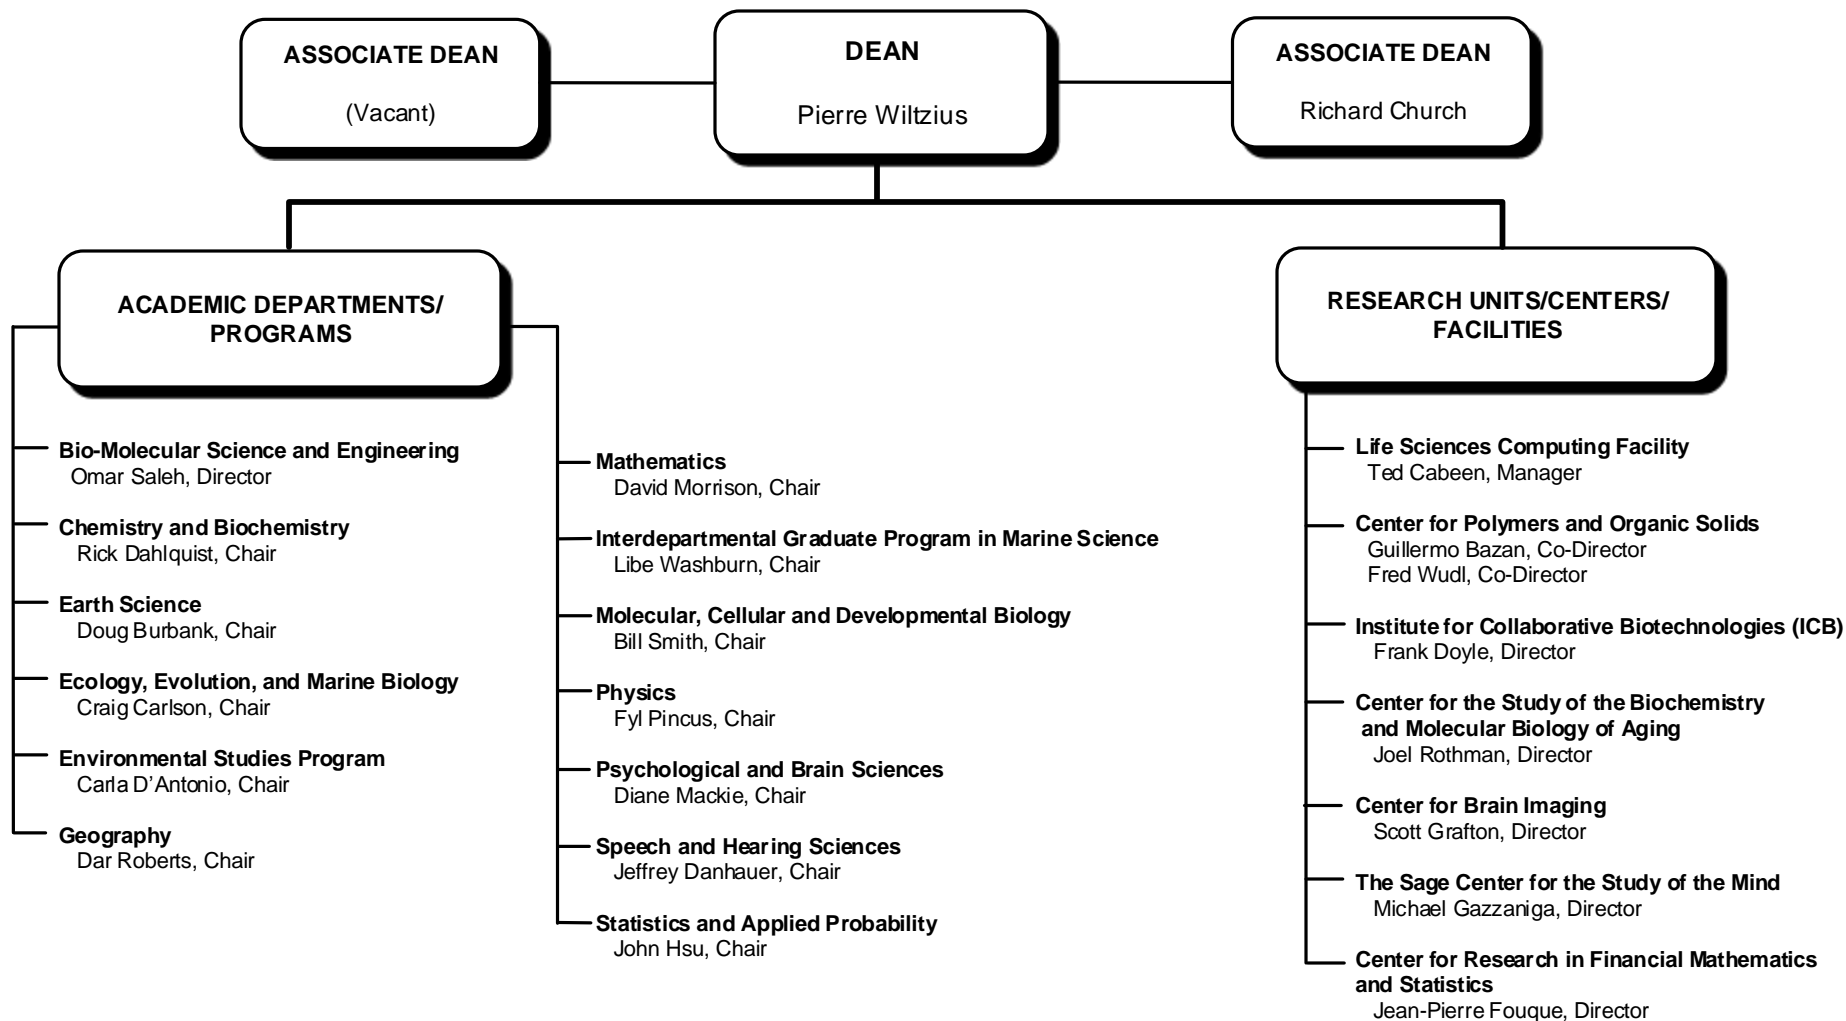 ASSOCIATE DEAN
(Vacant)
DEAN
Pierre Wiltzius
ASSOCIATE DEAN
Richard Church
ACADEMIC DEPARTMENTS/
PROGRAMS
Bio-Molecular Science and Engineering
Omar Saleh, Director
Chemistry and Biochemistry
Rick Dahlquist, Chair
Earth Science
Doug Burbank, Chair
Ecology, Evolution, and Marine Biology
Craig Carlson, Chair
Environmental Studies Program
Carla D’Antonio, Chair
Geography
Dar Roberts, Chair
Mathematics
David Morrison, Chair
Interdepartmental Graduate Program in Marine Science
Libe Washburn, Chair
Molecular, Cellular and Developmental Biology
Bill Smith, Chair
Physics
Fyl Pincus, Chair
Psychological and Brain Sciences
Diane Mackie, Chair
Speech and Hearing Sciences
Jeffrey Danhauer, Chair
Statistics and Applied Probability
John Hsu, Chair
RESEARCH UNITS/CENTERS/
FACILITIES
Life Sciences Computing Facility
Ted Cabeen, Manager
Center for Polymers and Organic Solids
Guillermo Bazan, Co-Director
Fred Wudl, Co-Director
Institute for Collaborative Biotechnologies (ICB)
Frank Doyle, Director
Center for the Study of the Biochemistry
and Molecular Biology of Aging
Joel Rothman, Director
Center for Brain Imaging
Scott Grafton, Director
The Sage Center for the Study of the Mind
Michael Gazzaniga, Director
Center for Research in Financial Mathematics
and Statistics
Jean-Pierre Fouque, Director